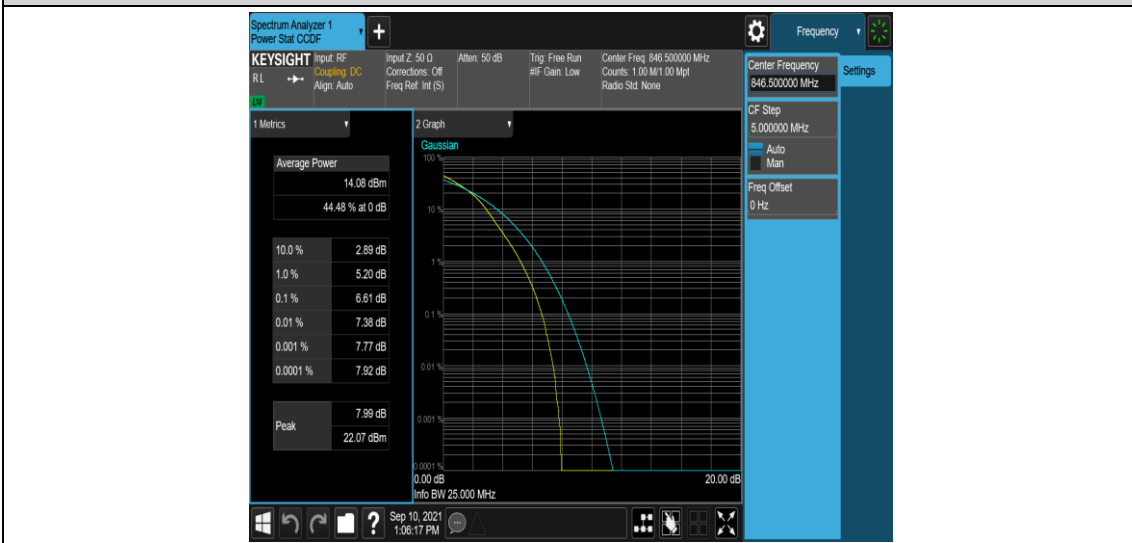 Spectrum Analyzer 1
Power Stat CCDF
+
Frequency
KEYSIGHT
Input: RF
Coupling: DC
Align: Auto
R L
LXI
Input Z: 50 Ω
Corrections: Off
Freq Ref: Int (S)
Atten: 50 dB
Trig: Free Run
#IF Gain: Low
Center Freq: 846.500000 MHz
Counts: 1.00 M/1.00 Mpt
Radio Std: None
Center Frequency
846.500000 MHz
Settings
CF Step
5.000000 MHz
Auto
Man
Freq Offset
0 Hz
1 Metrics
Average Power
14.08 dBm
44.48 % at 0 dB
10.0 % 2.89 dB
1.0 % 5.20 dB
0.1 % 6.61 dB
0.01 % 7.38 dB
0.001 % 7.77 dB
0.0001 % 7.92 dB
Peak
7.99 dB
22.07 dBm
2 Graph
Gaussian
100 %
10 %
1 %
0.1 %
0.01 %
0.001 %
0.0001 %
0.00 dB 20.00 dB
Info BW 25.000 MHz
?
Sep 10, 2021
1:06:17 PM